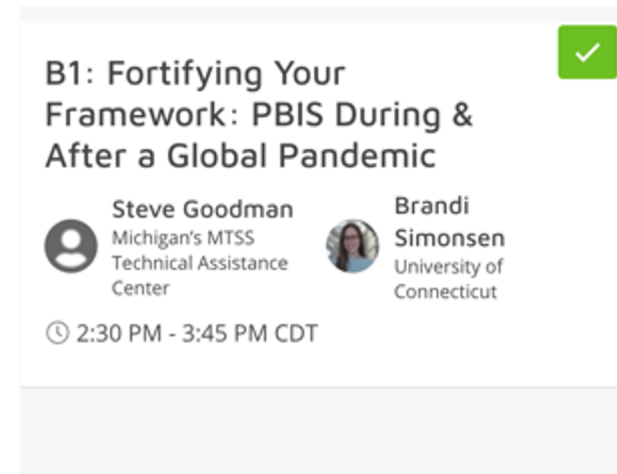 B1: Fortifying Your
Framework: PBIS During &
After a Global Pandemic
Steve Goodman
Michigan's MTSS
Technical Assistance
Center
Brandi
Simonsen
University of
Connecticut
2:30 PM - 3:45 PM CDT